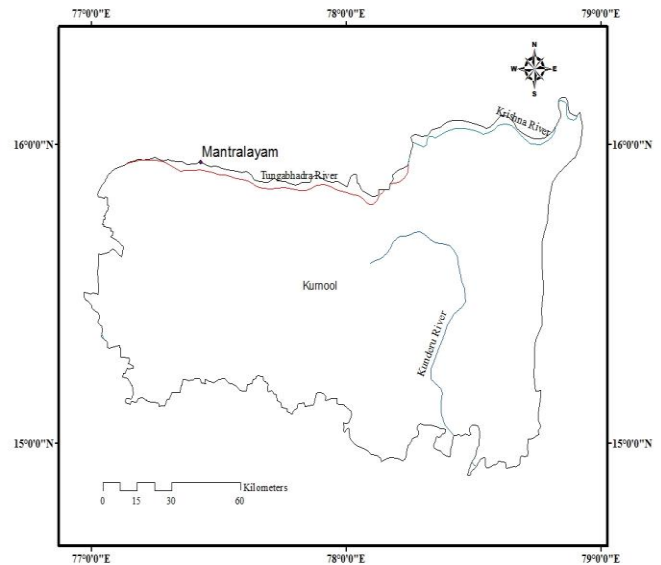 77°0'0"E 78°0'0"E 79°0'0"E
N
W E
S
Krishna River
16°0'0"N 16°0'0"N
Mantralayam
Tungabhadra River
Kurnool
Kunderu River
15°0'0"N 15°0'0"N
Kilometers
0 15 30 60
77°0'0"E 78°0'0"E 79°0'0"E